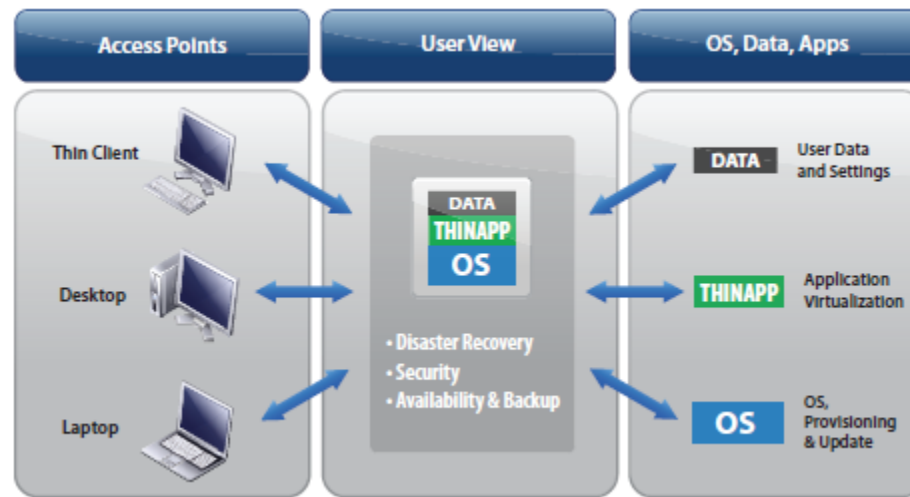 Access Points
User View
OS, Data, Apps
Thin Client
Desktop
Laptop
DATA
THINAPP
OS
• Disaster Recovery
• Security
• Availability & Backup
DATA
User Data
and Settings
THINAPP
Application
Virtualization
OS
OS,
Provisioning
& Update